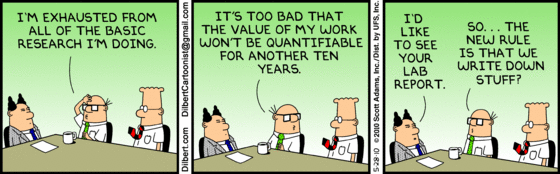 I'M EXHAUSTED FROM
ALL OF THE BASIC
RESEARCH I'M DOING.
Dilbert.com DilbertCartoonist@gmail.com
IT'S TOO BAD THAT
THE VALUE OF MY WORK
WON'T BE QUANTIFIABLE
FOR ANOTHER TEN
YEARS.
5-28-10 ©2010 Scott Adams, Inc./Dist. by UFS, Inc.
I'D
LIKE
TO SEE
YOUR
LAB
REPORT.
SO... THE
NEW RULE
IS THAT WE
WRITE DOWN
STUFF?